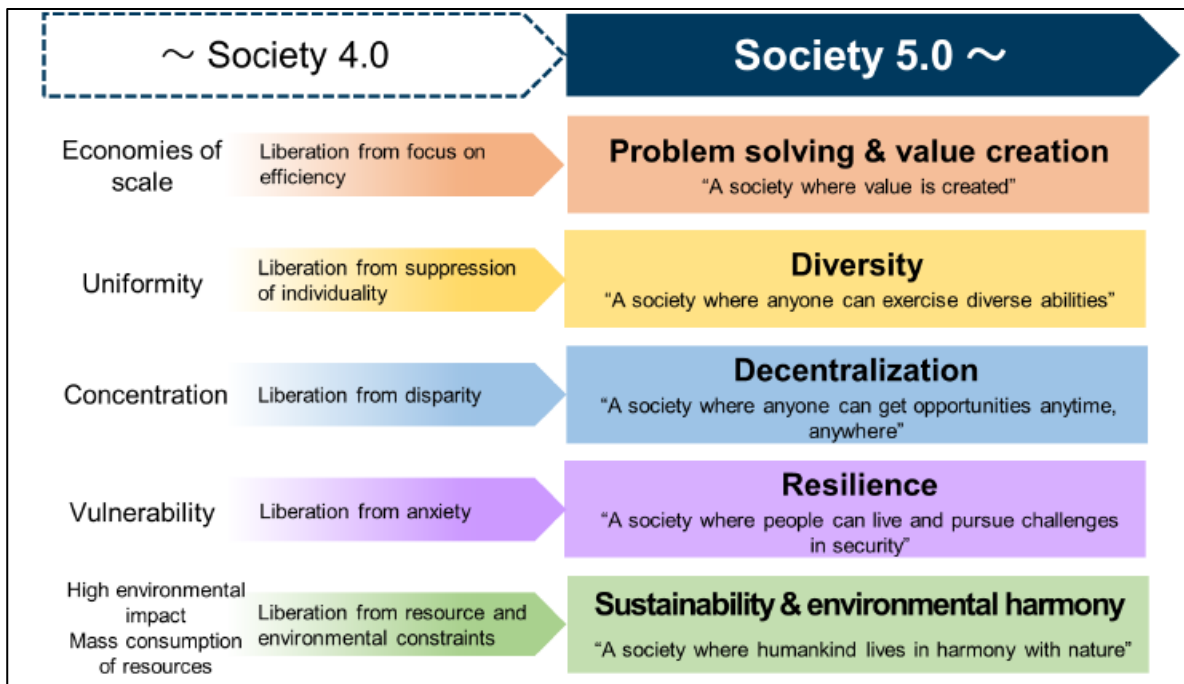 ～ Society 4.0
Society 5.0 ～
Economies of
scale
Liberation from focus on
efficiency
Problem solving & value creation
“A society where value is created”
Uniformity
Liberation from suppression
of individuality
Diversity
“A society where anyone can exercise diverse abilities”
Concentration
Liberation from disparity
Decentralization
“A society where anyone can get opportunities anytime,
anywhere”
Vulnerability
Liberation from anxiety
Resilience
“A society where people can live and pursue challenges
in security”
High environmental
impact
Mass consumption
of resources
Liberation from resource and
environmental constraints
Sustainability & environmental harmony
“A society where humankind lives in harmony with nature”